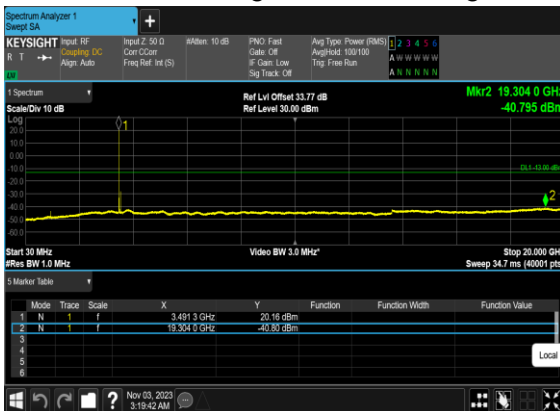 Spectrum Analyzer 1
Swept SA
+
KEYSIGHT Input: RF Input Z: 50 Ω #Atten: 10 dB PNO: Fast Avg Type: Power (RMS) 1 2 3 4 5 6
R T Coupling: DC Corr CCorr Gate: Off Avg|Hold: 100/100 A W W W W W
Align: Auto Freq Ref: Int (S) IF Gain: Low Trig: Free Run
Sig Track: Off A N N N N N
1 Spectrum
Ref Lvl Offset 33.77 dB Mkr2 19.304 0 GHz
Scale/Div 10 dB Ref Level 30.00 dBm -40.795 dBm
Log
1
20.0
10.0
0.00
-10.0
DL1 -13.00 dBm
-20.0
-30.0
2
-40.0
-50.0
-60.0
Start 30 MHz Video BW 3.0 MHz* Stop 20.000 GH
#Res BW 1.0 MHz Sweep 34.7 ms (40001 pts
5 Marker Table
Mode Trace Scale X Y Function Function Width Function Value
1 N 1 f 3.491 3 GHz 20.16 dBm
2 N 1 f 19.304 0 GHz -40.80 dBm
3
4
5
6
Local
?
Nov 03, 2023
3:19:42 AM